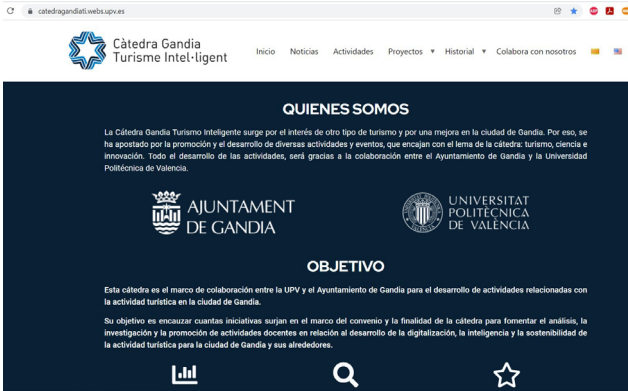 catedragandiati.webs.upv.es
Càtedra Gandia
Turisme Intel·ligent
Inicio Noticias Actividades Proyectos ▾ Historial ▾ Colabora con nosotros
QUIENES SOMOS
La Cátedra Gandia Turismo Inteligente surge por el interés de otro tipo de turismo y por una mejora en la ciudad de Gandia. Por eso, se
ha apostado por la promoción y el desarrollo de diversas actividades y eventos, que encajan con el lema de la cátedra: turismo, ciencia e
innovación. Todo el desarrollo de las actividades, será gracias a la colaboración entre el Ayuntamiento de Gandia y la Universidad
Politécnica de Valencia.
AJUNTAMENT
DE GANDIA
UNIVERSITAT
POLITÈCNICA
DE VALÈNCIA
OBJETIVO
Esta cátedra es el marco de colaboración entre la UPV y el Ayuntamiento de Gandia para el desarrollo de actividades relacionadas con
la actividad turística en la ciudad de Gandia.
Su objetivo es encauzar cuantas iniciativas surjan en el marco del convenio y la finalidad de la cátedra para fomentar el análisis, la
investigación y la promoción de actividades docentes en relación al desarrollo de la digitalización, la inteligencia y la sostenibilidad de
la actividad turística para la ciudad de Gandia y sus alrededores.